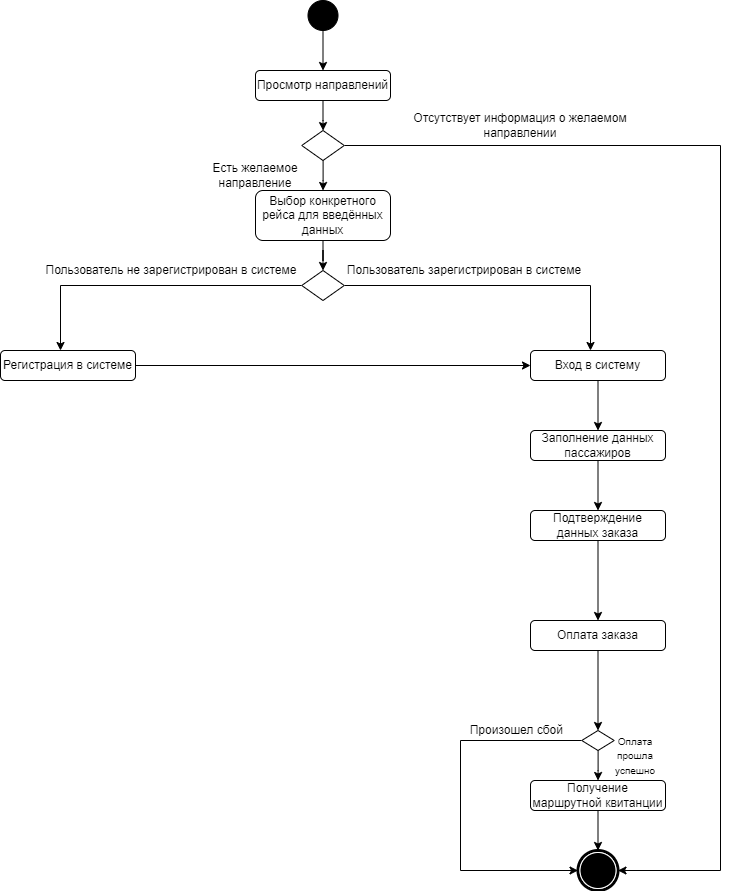 Просмотр направлений
Отсутствует информация о желаемом
направлении
Есть желаемое
направление
Выбор конкретного
рейса для введённых
данных
Пользователь не зарегистрирован в системе
Пользователь зарегистрирован в системе
Регистрация в системе
Вход в систему
Заполнение данных
пассажиров
Подтверждение
данных заказа
Оплата заказа
Произошел сбой
Оплата
прошла
успешно
Получение
маршрутной квитанции